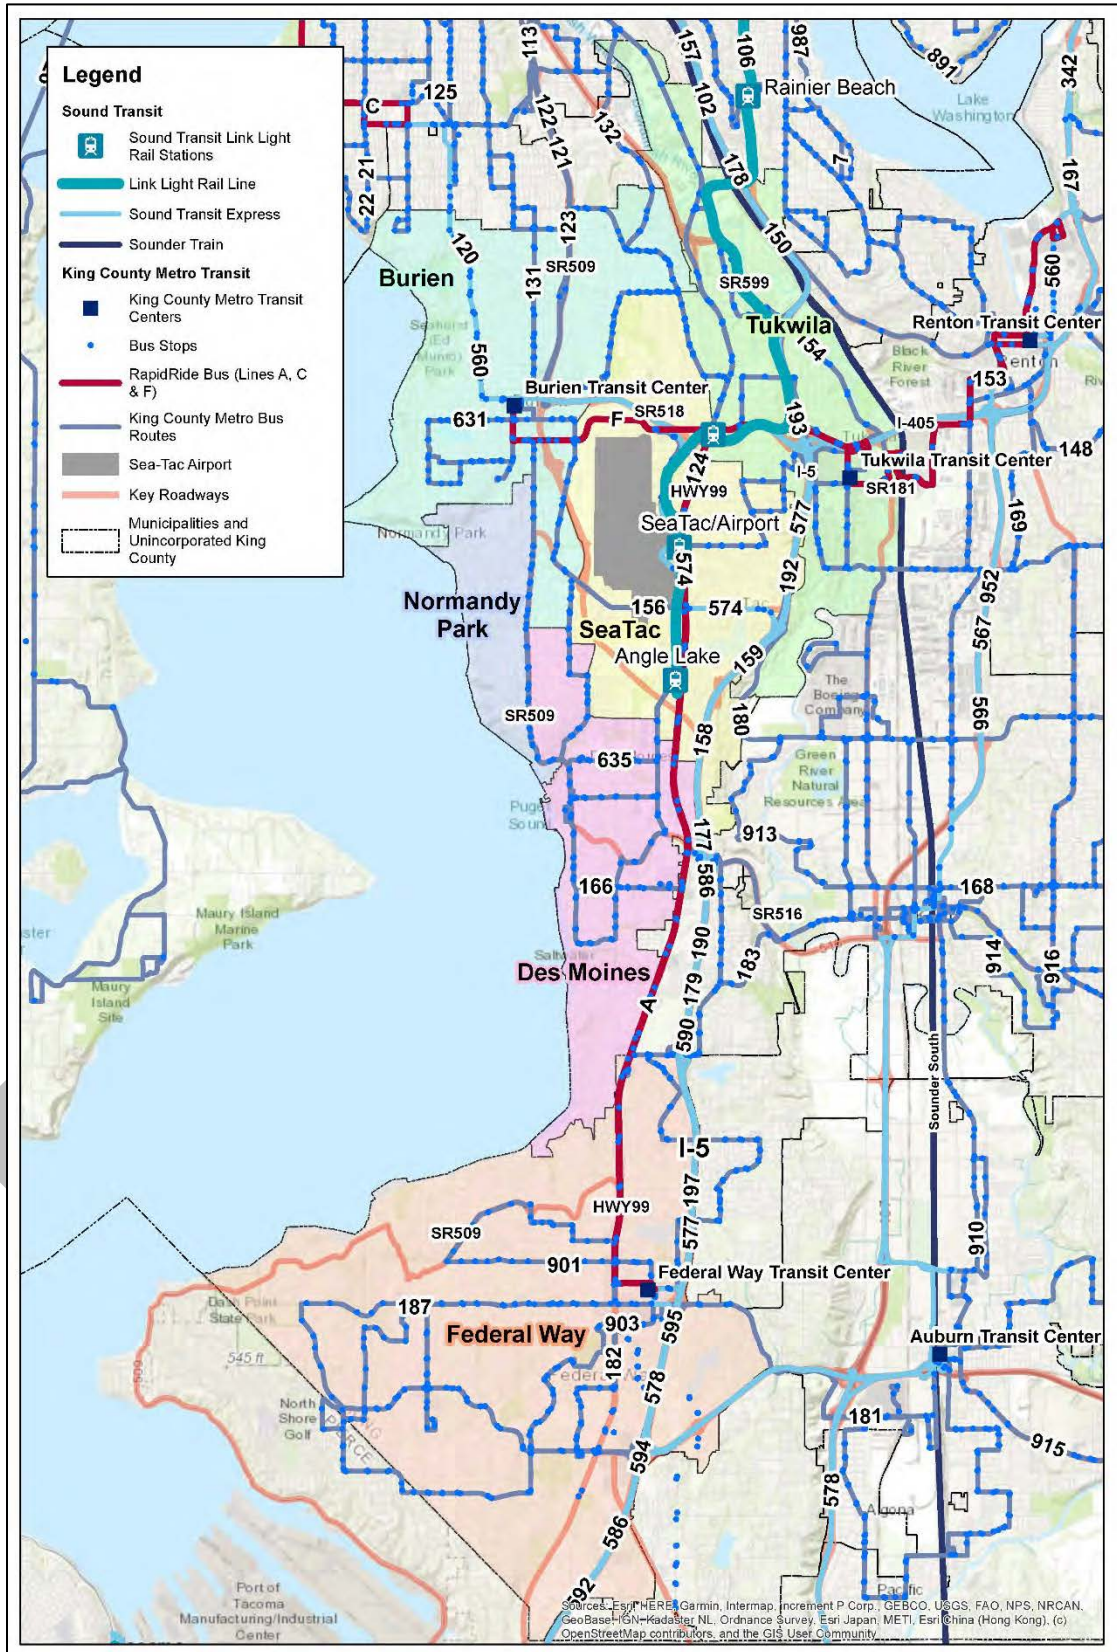 Legend
Sound Transit
Sound Transit Link Light
Rail Stations
Link Light Rail Line
Sound Transit Express
Sounder Train
King County Metro Transit
King County Metro Transit
Centers
Bus Stops
RapidRide Bus (Lines A, C
& F)
King County Metro Bus
Routes
Sea-Tac Airport
Key Roadways
Municipalities and
Unincorporated King
County
113
157
106
987
891
342
Rainier Beach
Lake
Washington
C
125
102
122
132
121
21
22
7
178
167
120
123
131
SR509
150
560
Burien
SR599
Tukwila
154
Renton Transit Center
Black
River
Forest
153
560
Burien Transit Center
631
F
SR518
193
I-405
148
124
I-5
Tukwila Transit Center
SR181
HWY99
577
169
SeaTac/Airport
Normandy Park
574
192
952
Normandy
Park
156
574
567
SeaTac
Angle Lake
159
The
Boeing
Company
SR509
180
566
158
635
Green
River
Natural
Resources Area
Puget
Sound
177
913
586
166
168
SR516
Maury Island
Marine
Park
190
914
916
183
Des Moines
179
Maury
Island
Site
A
590
Sounder South
I-5
197
HWY99
SR509
577
910
901
Federal Way Transit Center
187
Dash Point
State Park
903
595
Federal Way
Auburn Transit Center
545 ft
182
578
North
Shore
Golf
KING
PIERCE
181
915
594
578
Algona
586
592
Pacific
Port of
Tacoma
Manufacturing/Industrial
Center
Sources: Esri, HERE, Garmin, Intermap, increment P Corp., GEBCO, USGS, FAO, NPS, NRCAN,
GeoBase, IGN, Kadaster NL, Ordnance Survey, Esri Japan, METI, Esri China (Hong Kong), (c)
OpenStreetMap contributors, and the GIS User Community